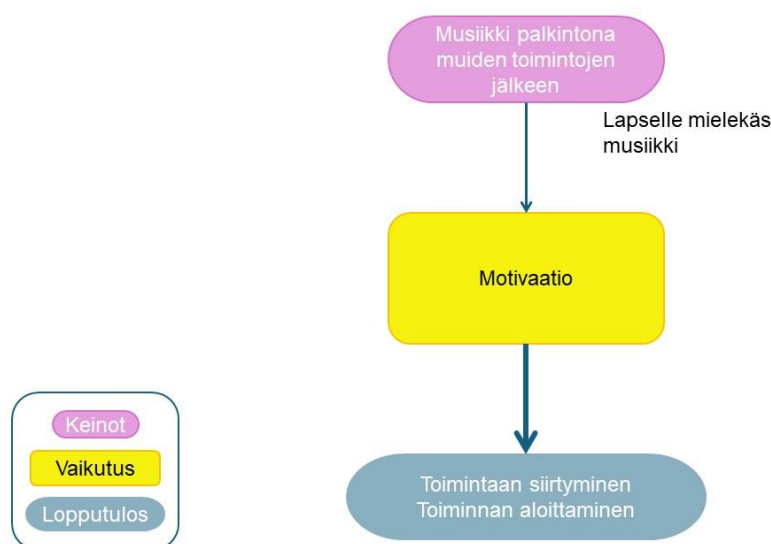 Musiikki palkintona
muiden toimintojen
jälkeen
Lapselle mielekäs
musiikki
Motivaatio
Toimintaan siirtyminen
Toiminnan aloittaminen
Keinot
Vaikutus
Lopputulos